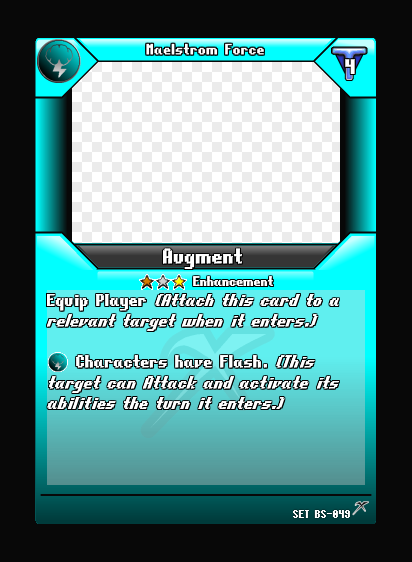 Maelstrom Force
4
Augment
Enhancement
Equip Player (Attach this card to a
relevant target when it enters.)
Characters have Flash. (This
target can Attack and activate its
abilities the turn it enters.)
SET BS-049